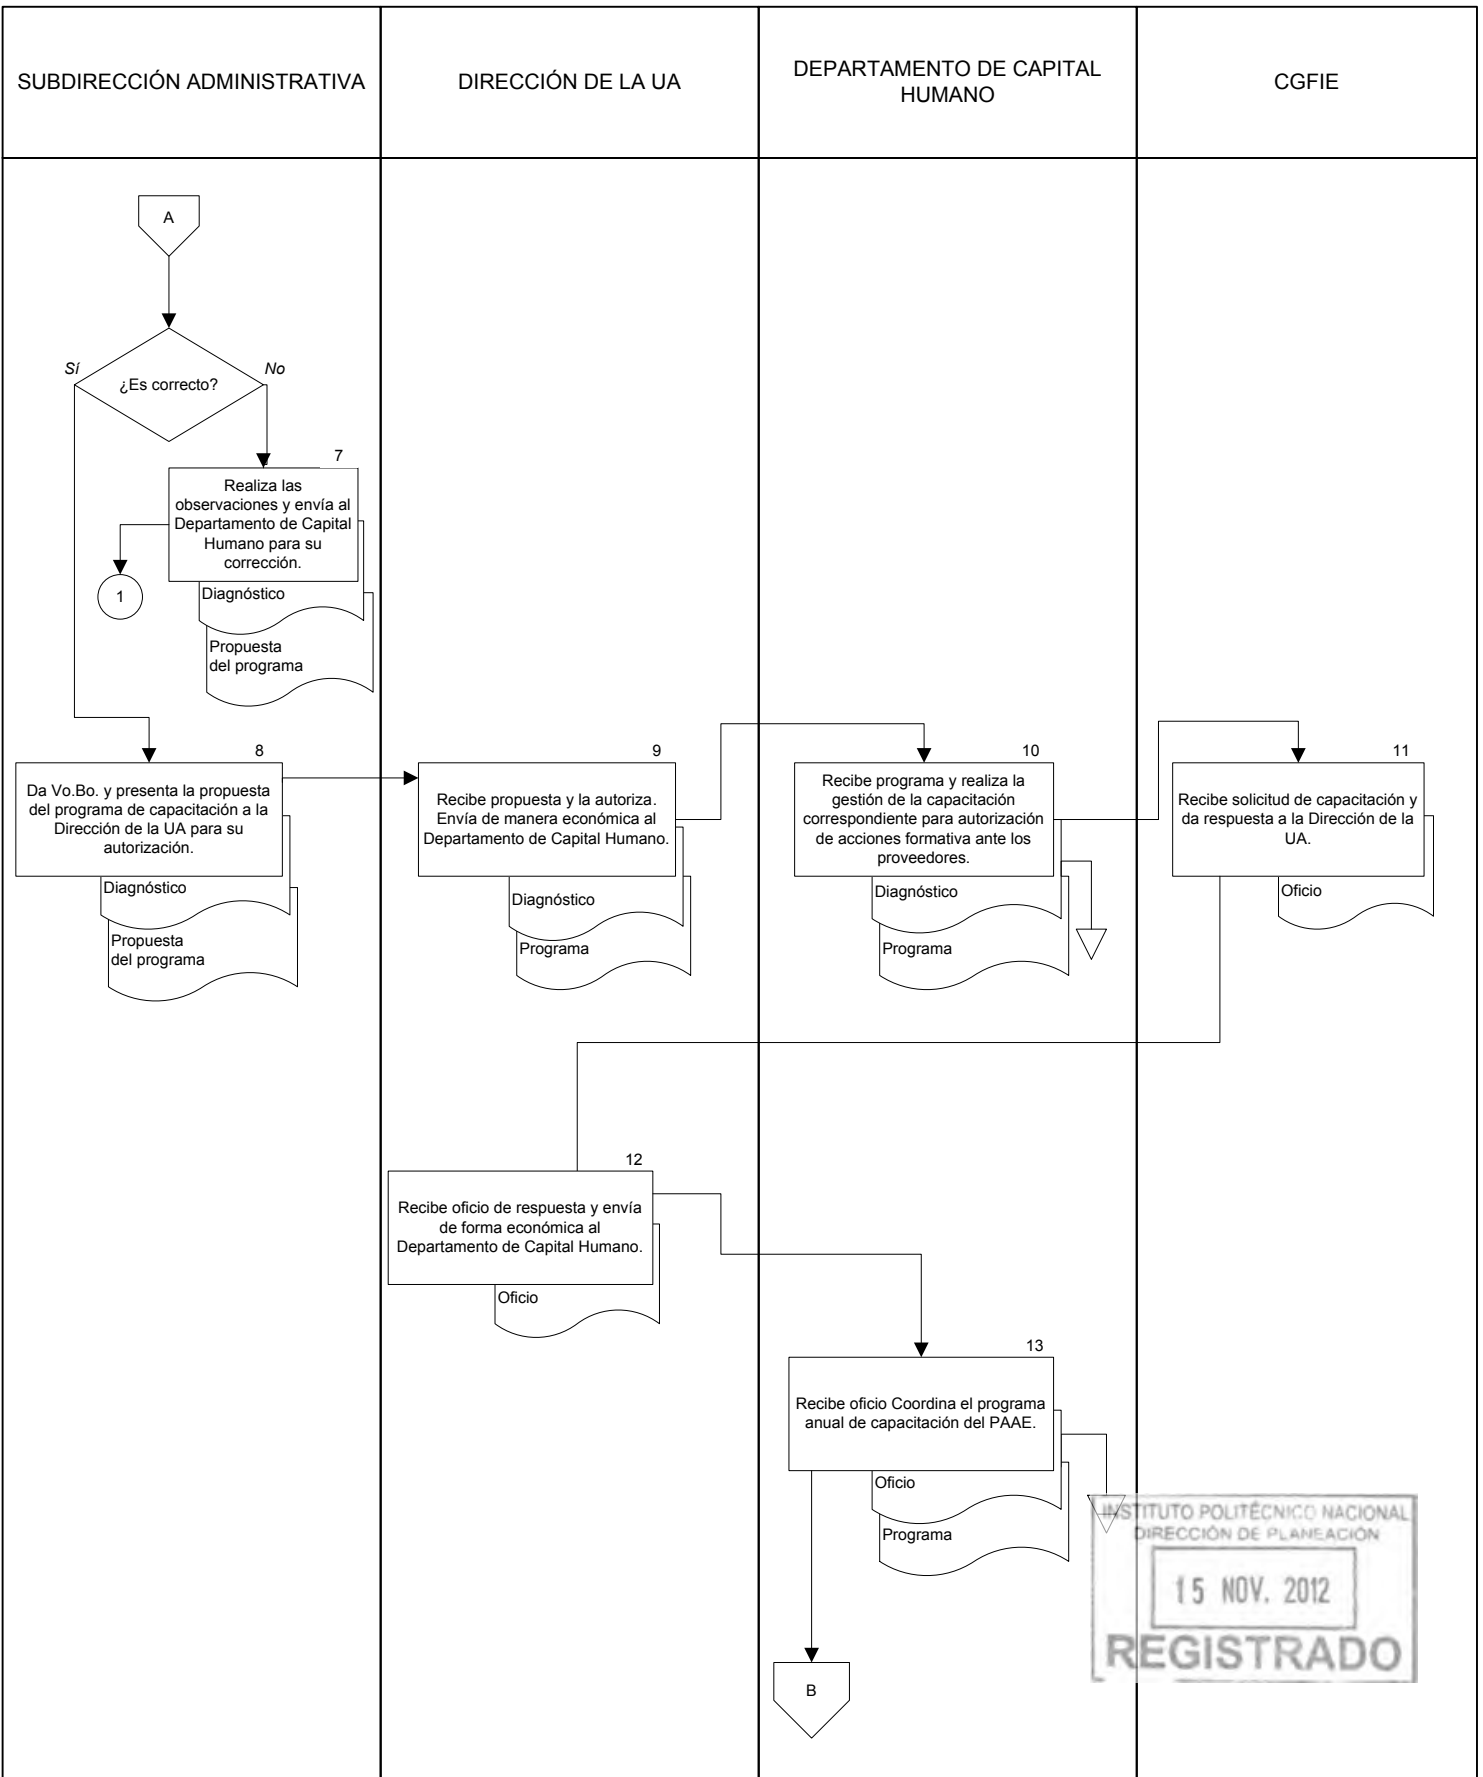 SUBDIRECCIÓN ADMINISTRATIVA
DIRECCIÓN DE LA UA
DEPARTAMENTO DE CAPITAL
HUMANO
CGFIE
A
Sí
¿Es correcto?
No
7
Realiza las
observaciones y envía al
Departamento de Capital
Humano para su
corrección.
1
Diagnóstico
Propuesta
del programa
8
Da Vo.Bo. y presenta la propuesta
del programa de capacitación a la
Dirección de la UA para su
autorización.
Diagnóstico
Propuesta
del programa
9
Recibe propuesta y la autoriza.
Envía de manera económica al
Departamento de Capital Humano.
Diagnóstico
Programa
10
Recibe programa y realiza la
gestión de la capacitación
correspondiente para autorización
de acciones formativa ante los
proveedores.
Diagnóstico
Programa
11
Recibe solicitud de capacitación y
da respuesta a la Dirección de la
UA.
Oficio
12
Recibe oficio de respuesta y envía
de forma económica al
Departamento de Capital Humano.
Oficio
13
Recibe oficio Coordina el programa
anual de capacitación del PAAE.
Oficio
Programa
B
INSTITUTO POLITÉCNICO NACIONAL
DIRECCIÓN DE PLANEACIÓN
15 NOV. 2012
REGISTRADO